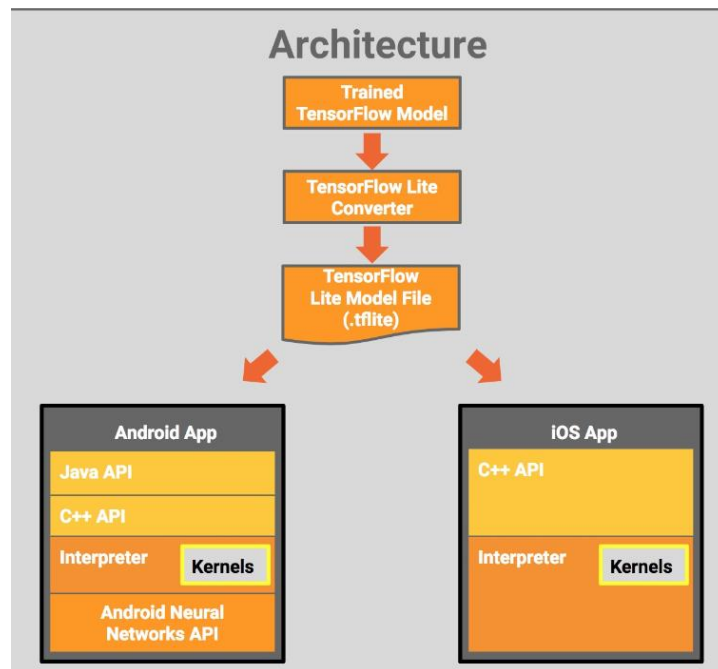 Architecture
Trained
TensorFlow Model
TensorFlow Lite
Converter
TensorFlow
Lite Model File
(.tflite)
Android App
Java API
C++ API
Interpreter
Kernels
Android Neural
Networks API
iOS App
C++ API
Interpreter
Kernels